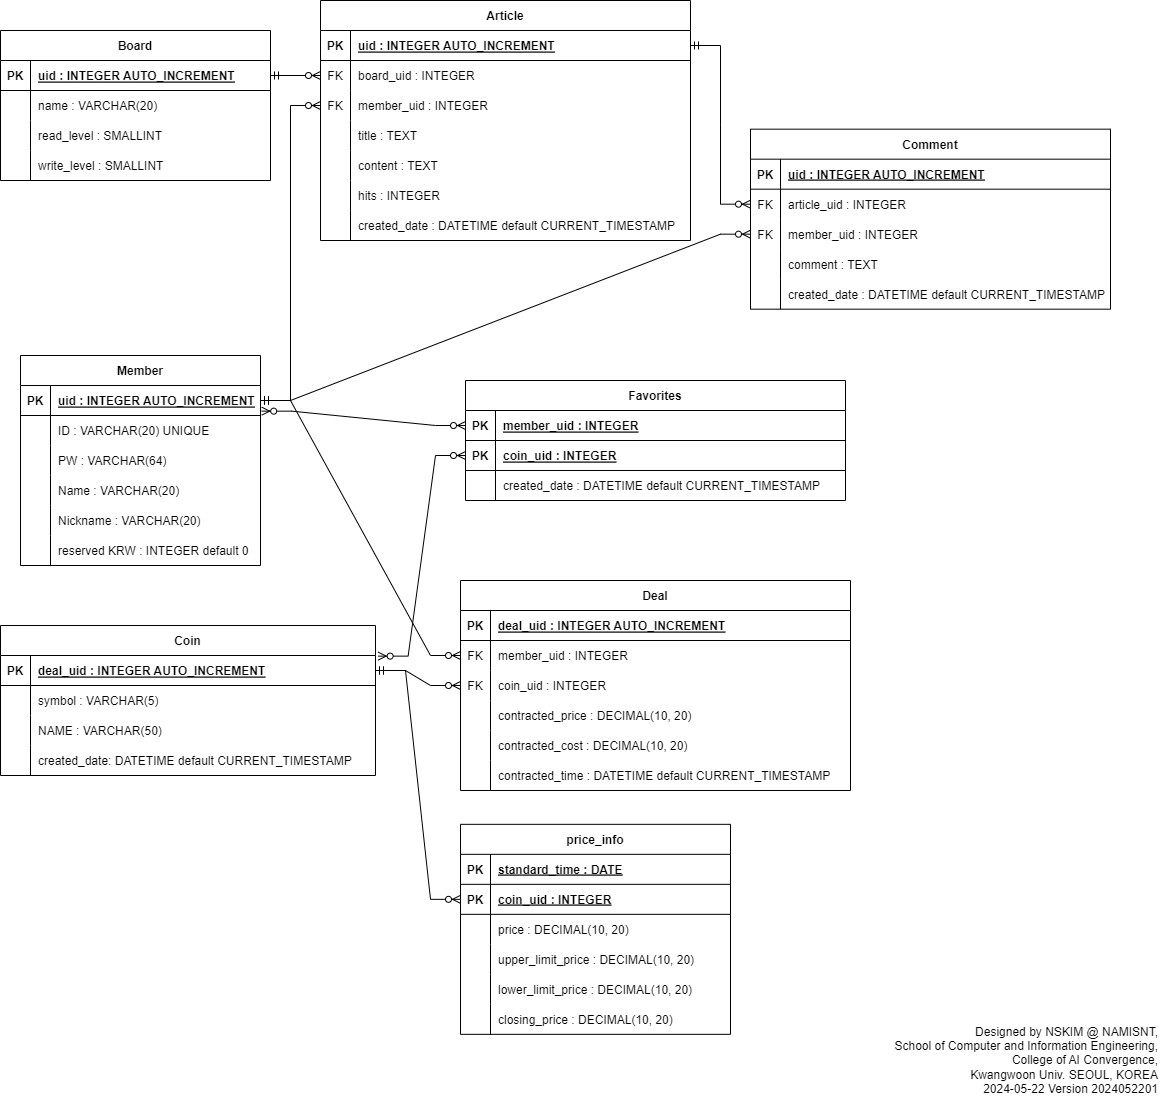 Board
PK uid : INTEGER AUTO_INCREMENT
name : VARCHAR(20)
read_level : SMALLINT
write_level : SMALLINT
Article
PK uid : INTEGER AUTO_INCREMENT
FK board_uid : INTEGER
FK member_uid : INTEGER
title : TEXT
content : TEXT
hits : INTEGER
created_date : DATETIME default CURRENT_TIMESTAMP
Comment
PK uid : INTEGER AUTO_INCREMENT
FK article_uid : INTEGER
FK member_uid : INTEGER
comment : TEXT
created_date : DATETIME default CURRENT_TIMESTAMP
Member
PK uid : INTEGER AUTO_INCREMENT
ID : VARCHAR(20) UNIQUE
PW : VARCHAR(64)
Name : VARCHAR(20)
Nickname : VARCHAR(20)
reserved KRW : INTEGER default 0
Favorites
PK member_uid : INTEGER
PK coin_uid : INTEGER
created_date : DATETIME default CURRENT_TIMESTAMP
Coin
PK deal_uid : INTEGER AUTO_INCREMENT
symbol : VARCHAR(5)
NAME : VARCHAR(50)
created_date: DATETIME default CURRENT_TIMESTAMP
Deal
PK deal_uid : INTEGER AUTO_INCREMENT
FK member_uid : INTEGER
FK coin_uid : INTEGER
contracted_price : DECIMAL(10, 20)
contracted_cost : DECIMAL(10, 20)
contracted_time : DATETIME default CURRENT_TIMESTAMP
price_info
PK standard_time : DATE
PK coin_uid : INTEGER
price : DECIMAL(10, 20)
upper_limit_price : DECIMAL(10, 20)
lower_limit_price : DECIMAL(10, 20)
closing_price : DECIMAL(10, 20)
Designed by NSKIM @ NAMISNT,
School of Computer and Information Engineering,
College of AI Convergence,
Kwangwoon Univ. SEOUL, KOREA
2024-05-22 Version 2024052201